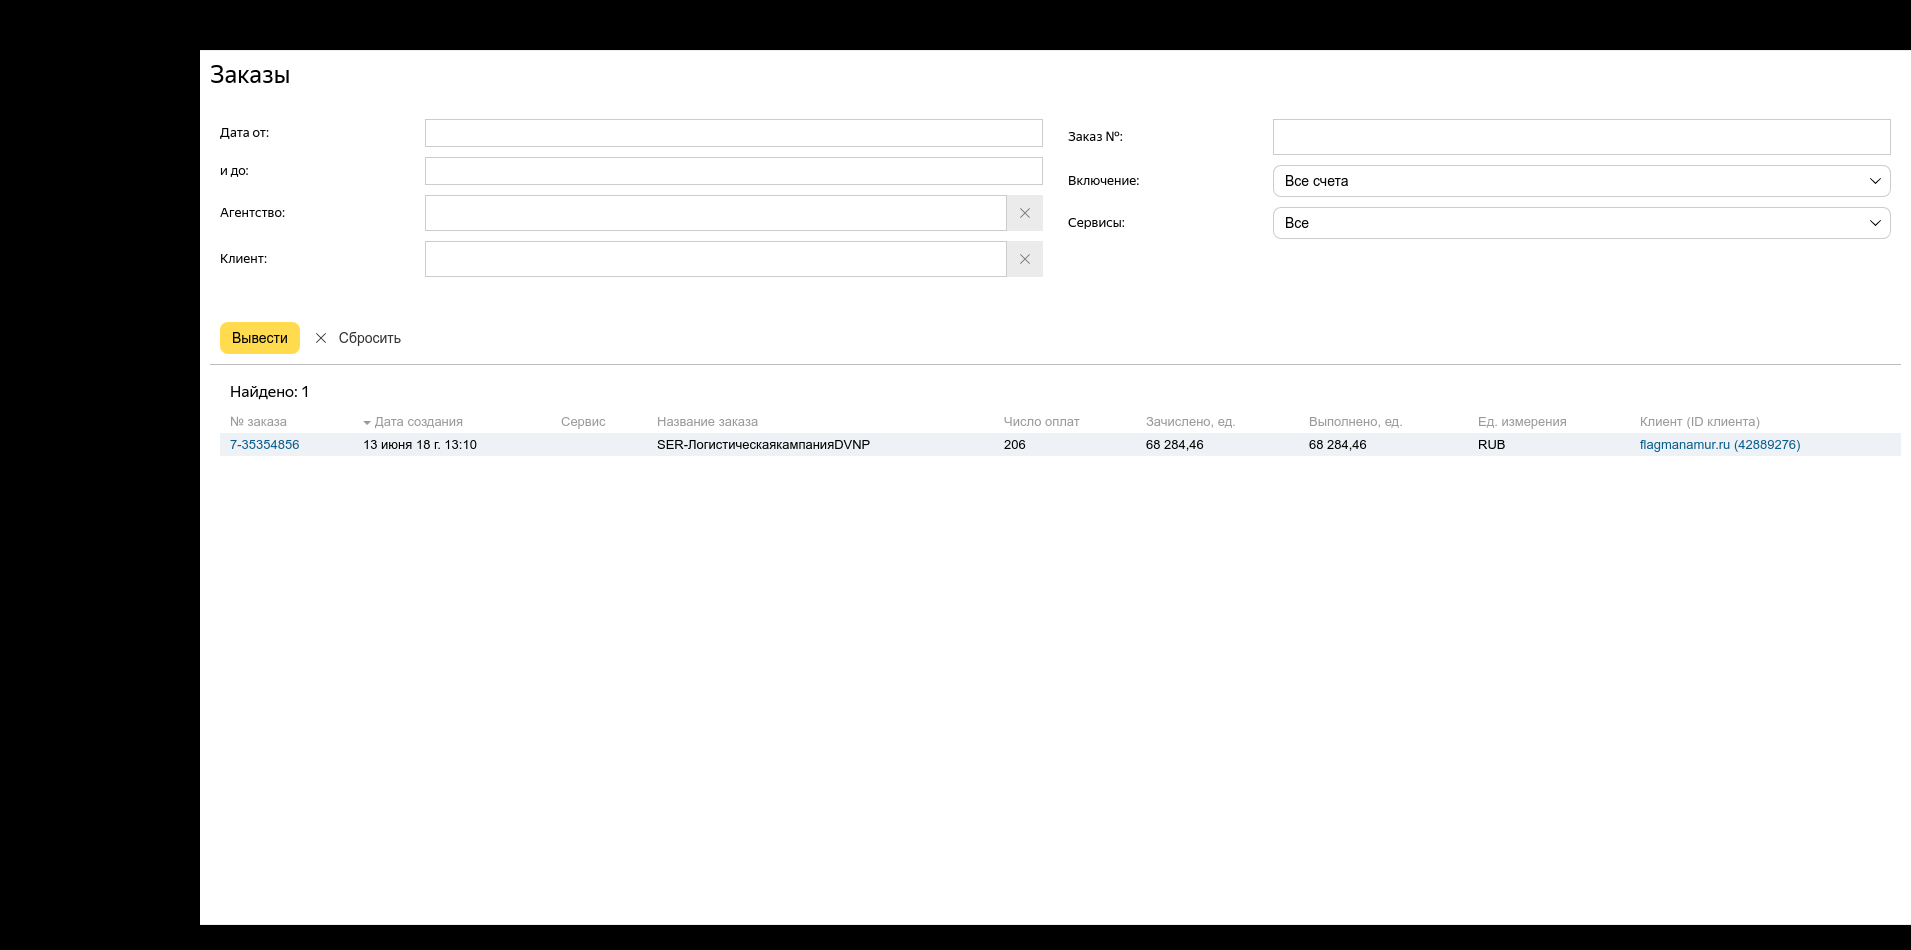 Заказы
Дата от:
и до:
Агентство:
Клиент:
Заказ №:
Включение: Все счета
Сервисы: Все
Вывести Сбросить
Найдено: 1
№ заказа Дата создания Сервис Название заказа Число оплат Зачислено, ед. Выполнено, ед. Ед. измерения Клиент (ID клиента)
7-35354856 13 июня 18 г. 13:10 SER-ЛогистическаякампанияDVNP 206 68 284,46 68 284,46 RUB flagmanamur.ru (42889276)